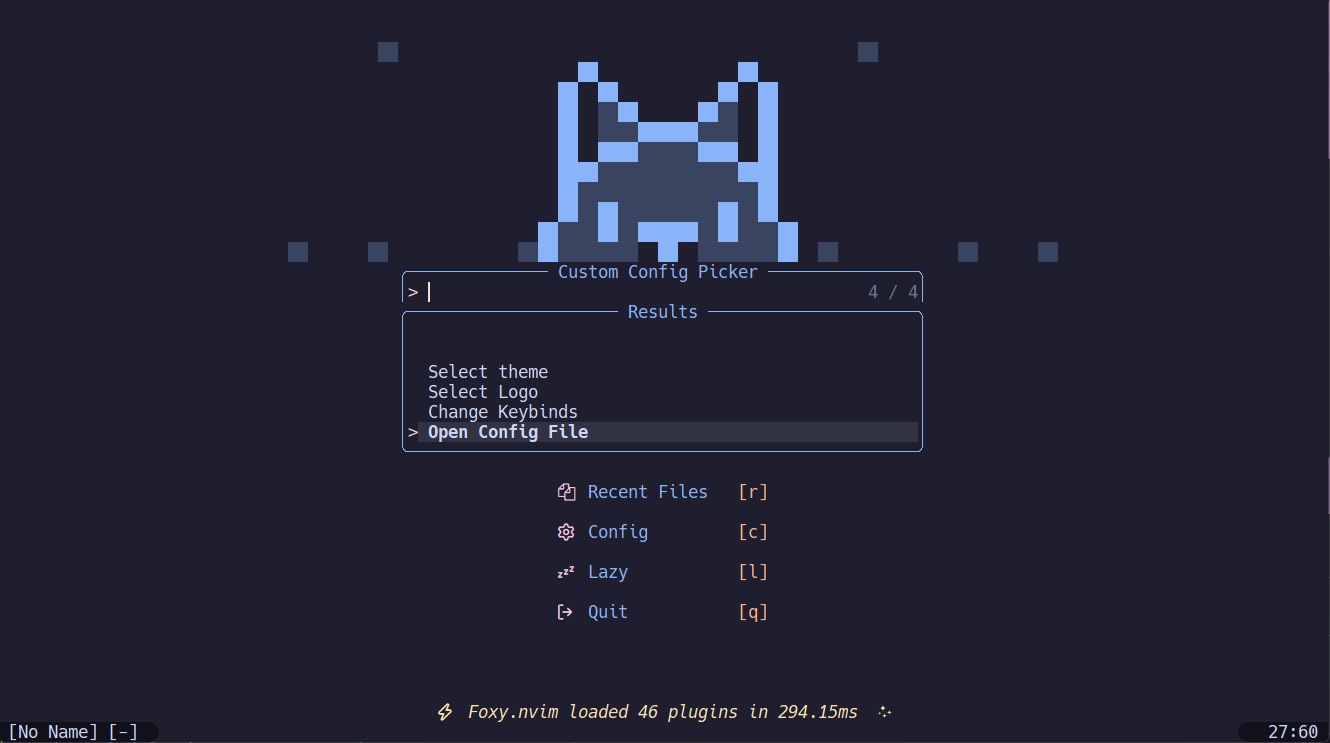 Custom Config Picker
> 4 / 4
Results
Select theme
Select Logo
Change Keybinds
> Open Config File
Recent Files [r]
Config [c]
zzz Lazy [l]
Quit [q]
Foxy.nvim loaded 46 plugins in 294.15ms
[No Name] [-] 27:60